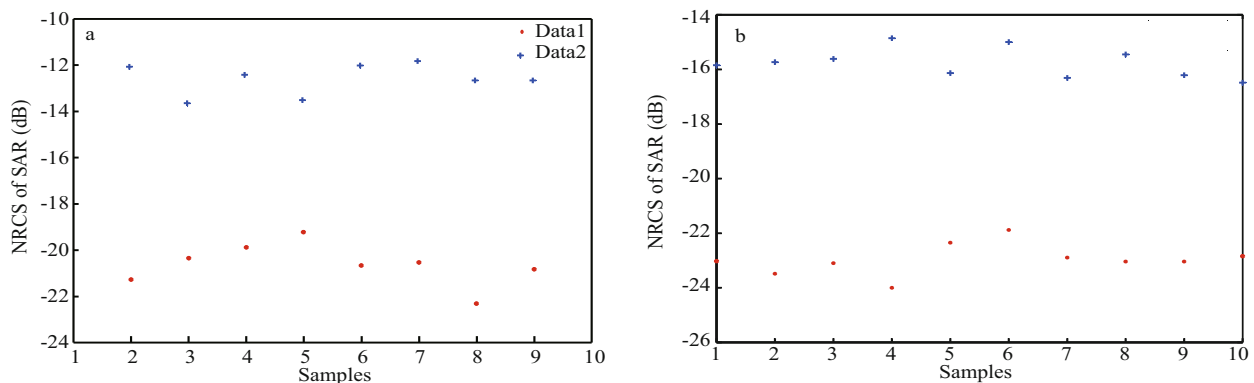 a
Data1
Data2
-10
-12
-14
-16
-18
-20
-22
-24
NRCS of SAR (dB)
1 2 3 4 5 6 7 8 9 10
Samples
b
-14
-16
-18
-20
-22
-24
-26
NRCS of SAR (dB)
1 2 3 4 5 6 7 8 9 10
Samples